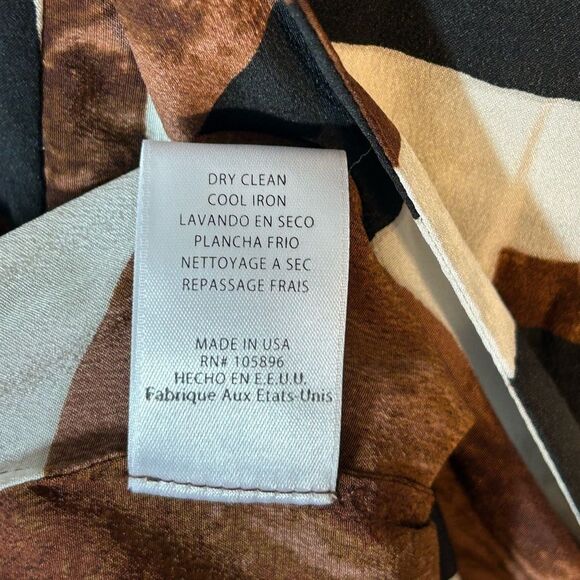 DRY CLEAN
COOL IRON
LAVANDO EN SECO
PLANCHA FRIO
NETTOYAGE A SEC
REPASSAGE FRAIS
MADE IN USA
RN# 105896
HECHO EN E.E.U.U.
Fabrique Aux Etats-Unis